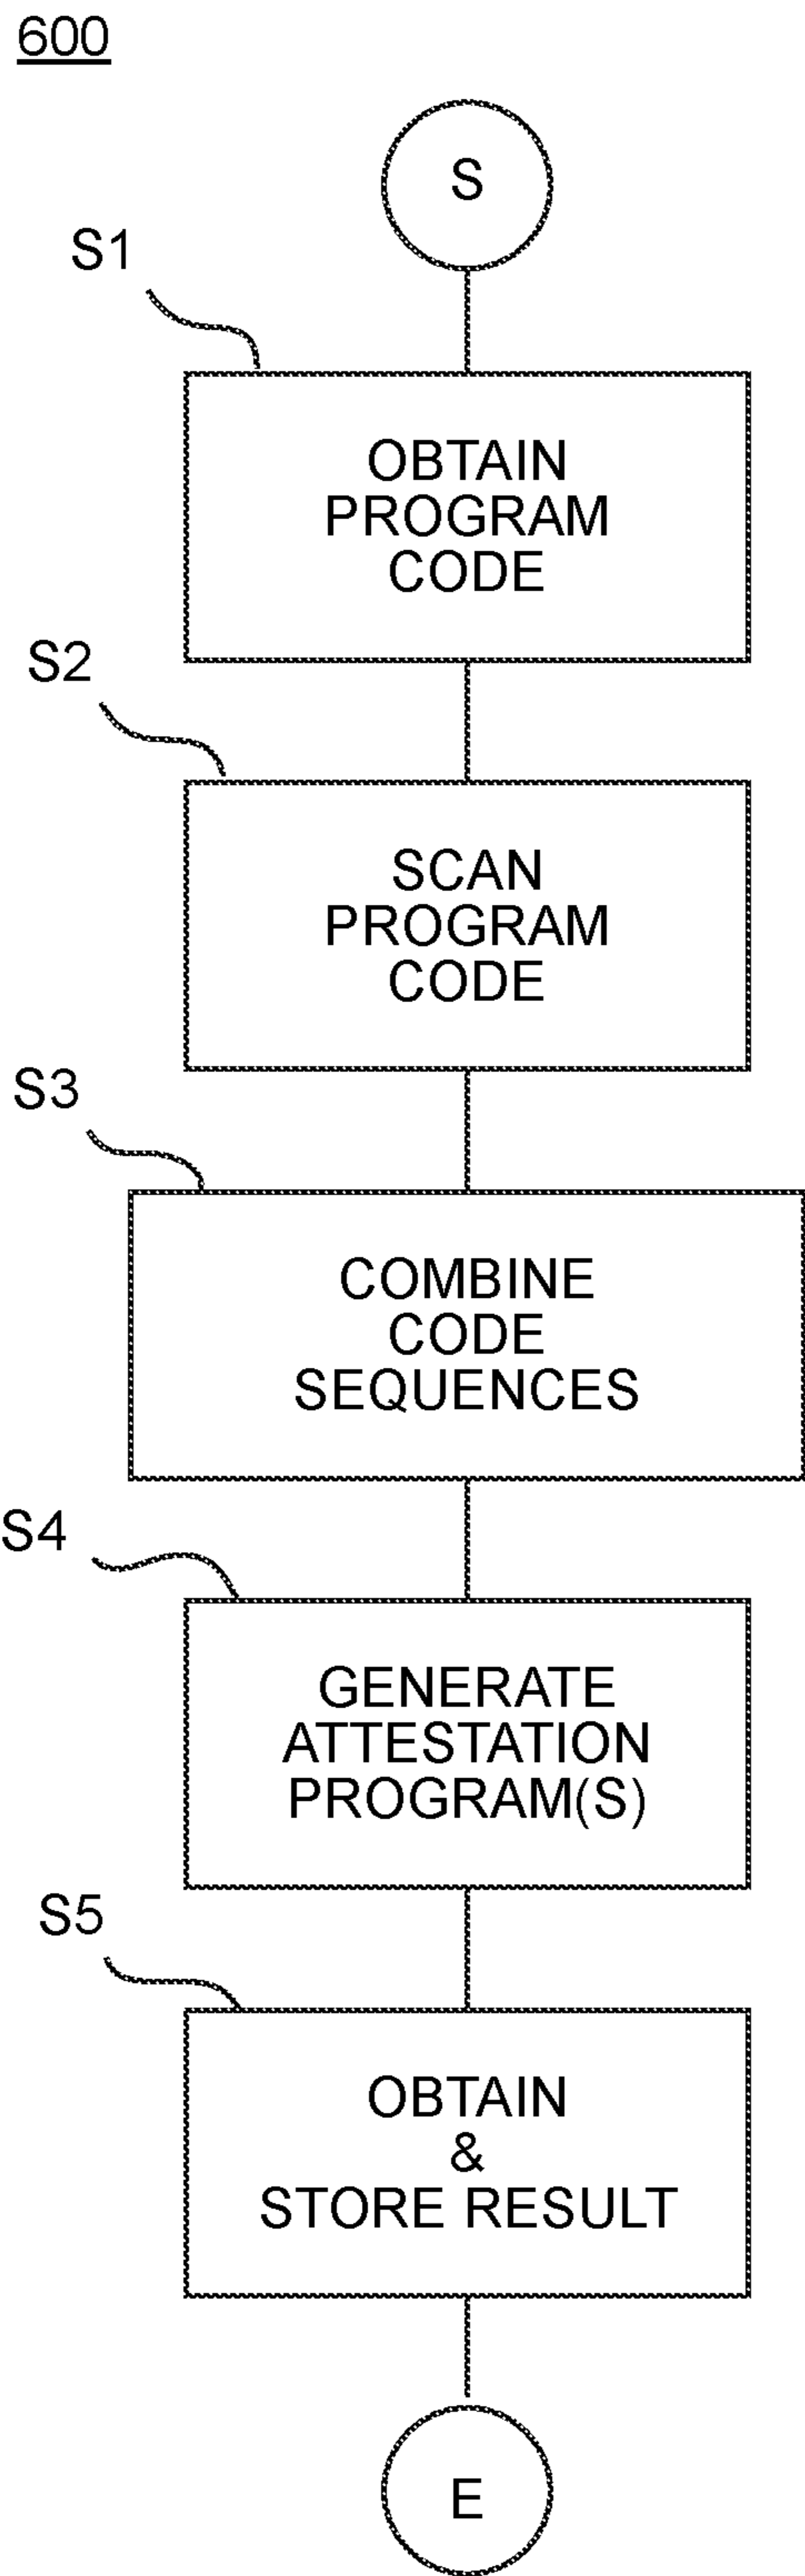 600
S
S1
OBTAIN
PROGRAM
CODE
S2
SCAN
PROGRAM
CODE
S3
COMBINE
CODE
SEQUENCES
S4
GENERATE
ATTESTATION
PROGRAM(S)
S5
OBTAIN
&
STORE RESULT
E